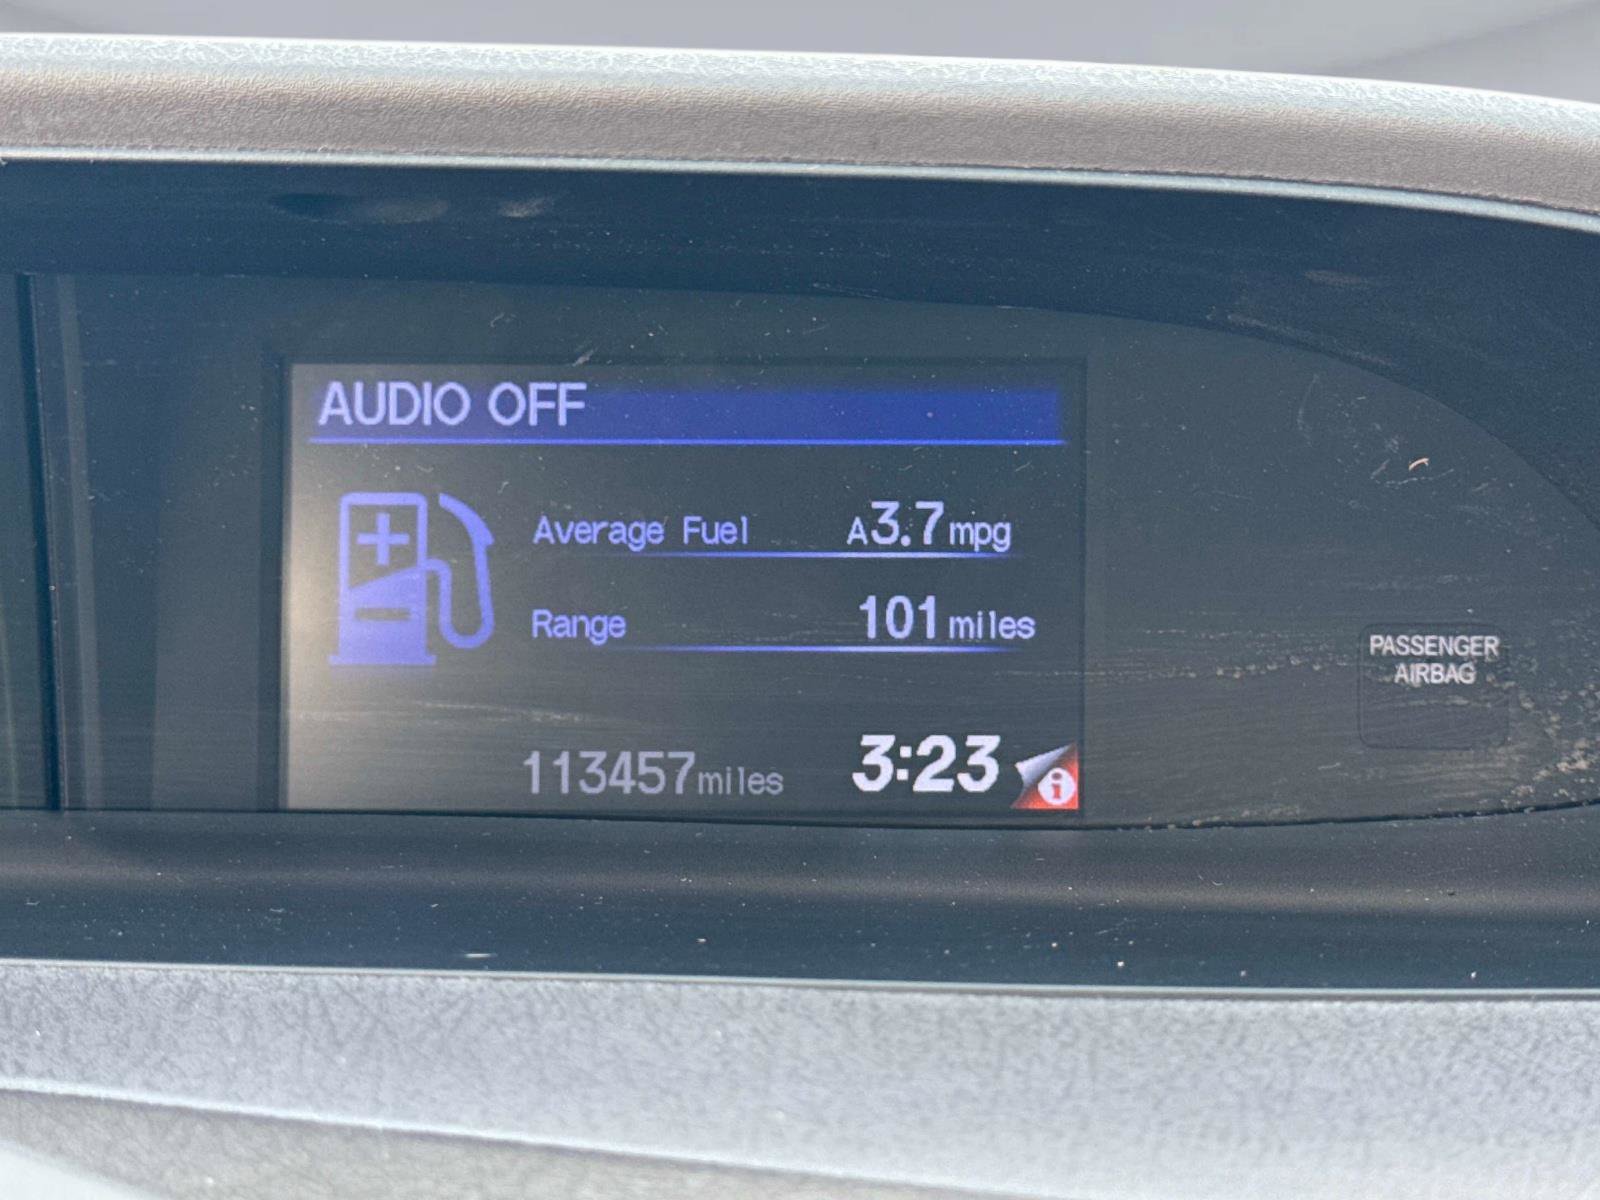 AUDIO OFF
Average Fuel A3.7mpg
Range 101miles
113457miles 3:23 i
PASSENGER
AIRBAG